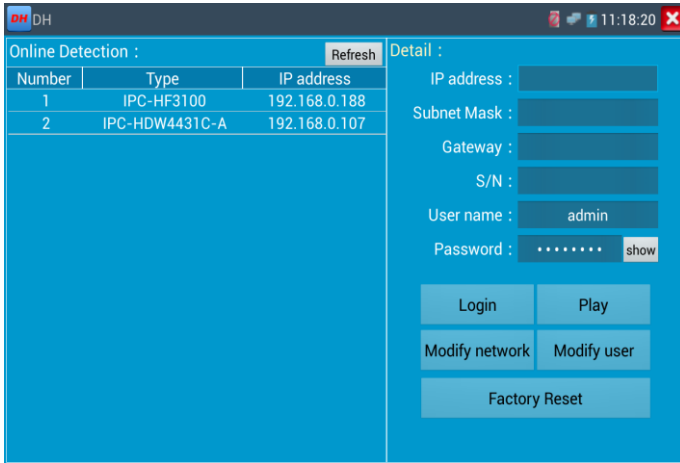 DH DH 11:18:20
Online Detection : Refresh
Number Type IP address
1 IPC-HF3100 192.168.0.188
2 IPC-HDW4431C-A 192.168.0.107
Detail :
IP address :
Subnet Mask :
Gateway :
S/N :
User name : admin
Password : •••••••• show
Login Play
Modify network Modify user
Factory Reset